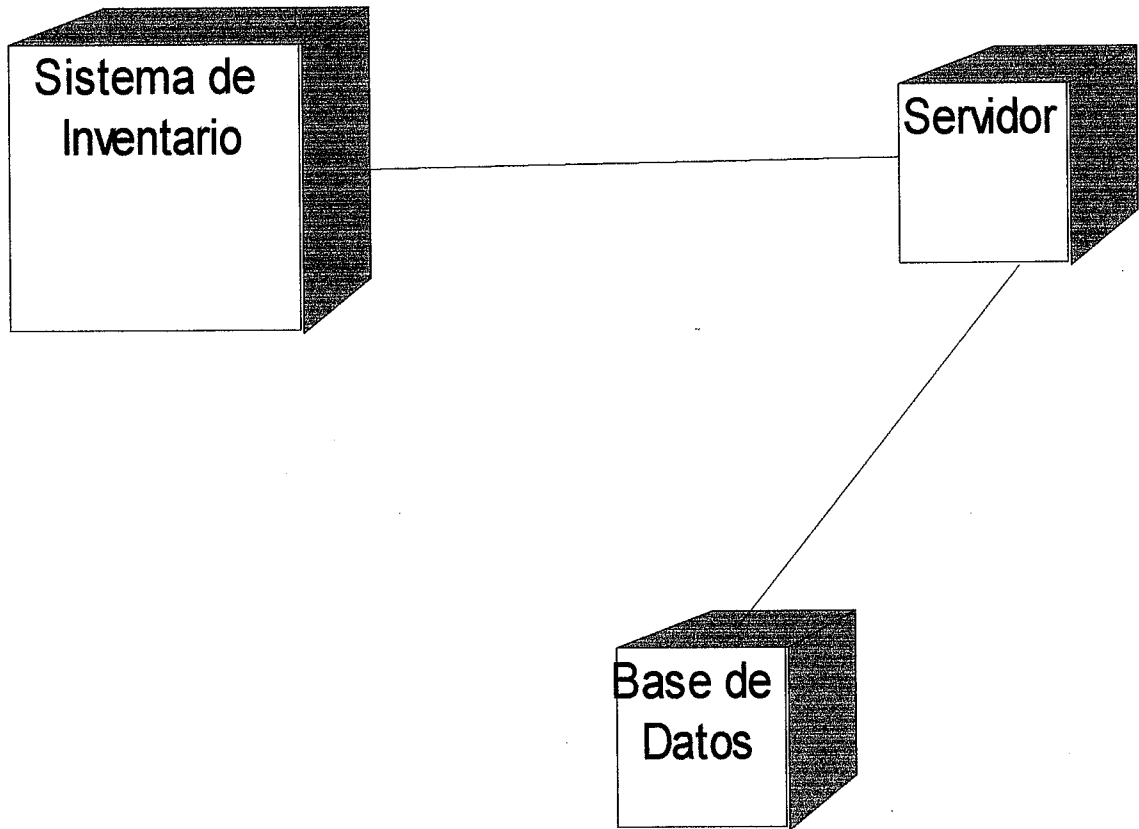 Sistema de
Inventario
Servidor
Base de
Datos